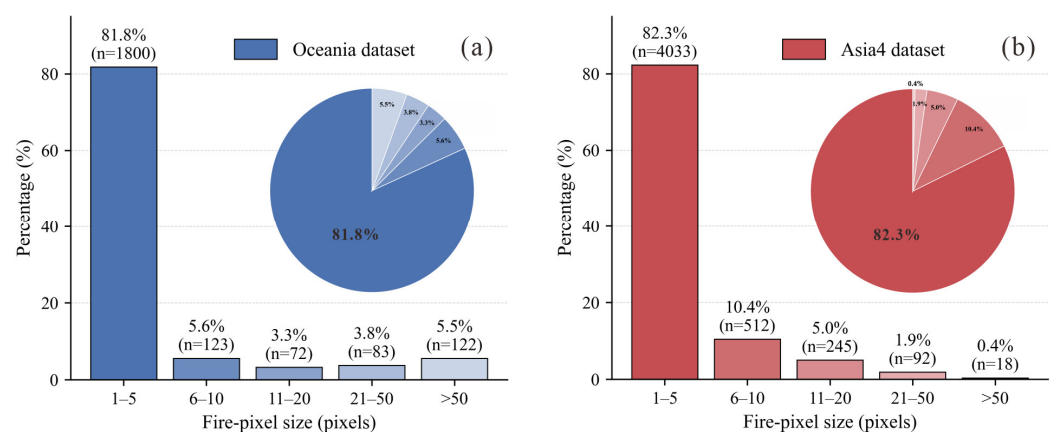 81.8%
(n=1800)
Oceania dataset
(a)
80
60
40
20
0
Percentage (%)
5.5%
3.8%
3.3%
5.6%
81.8%
5.6%
(n=123)
3.3%
(n=72)
3.8%
(n=83)
5.5%
(n=122)
1–5
6–10
11–20
21–50
>50
Fire-pixel size (pixels)
82.3%
(n=4033)
Asia4 dataset
(b)
80
60
40
20
0
Percentage (%)
0.4%
1.9%
5.0%
10.4%
82.3%
10.4%
(n=512)
5.0%
(n=245)
1.9%
(n=92)
0.4%
(n=18)
1–5
6–10
11–20
21–50
>50
Fire-pixel size (pixels)